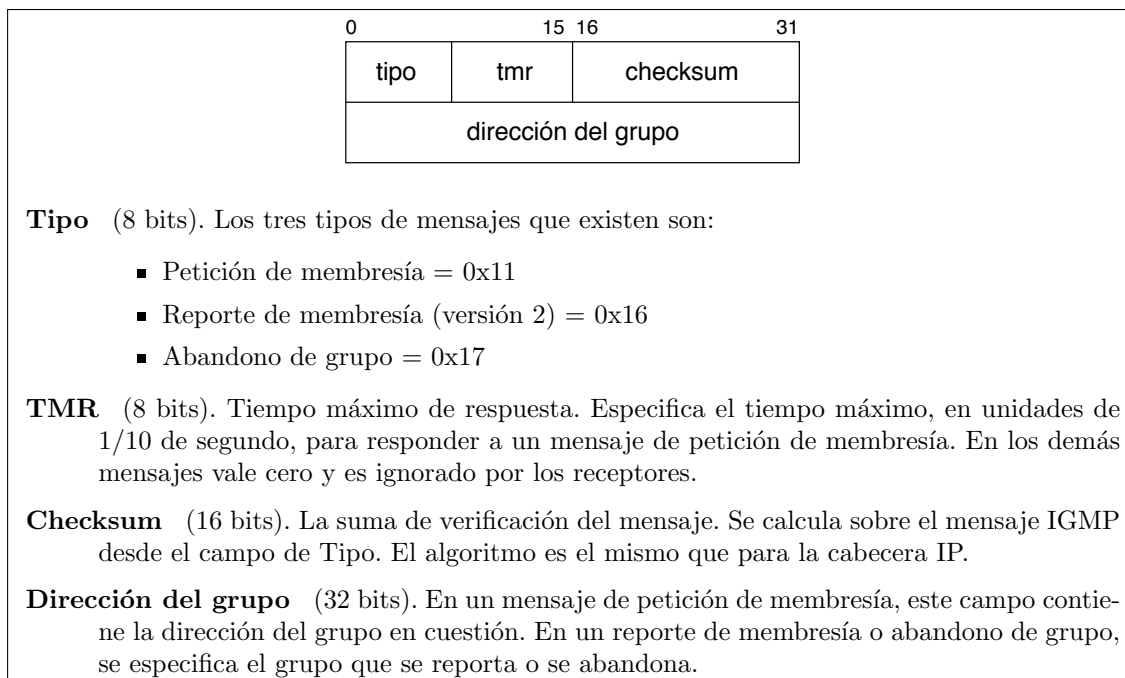 0 15 16 31
tipo tmr checksum
dirección del grupo
Tipo (8 bits). Los tres tipos de mensajes que existen son:
▪ Petición de membresía = 0x11
▪ Reporte de membresía (versión 2) = 0x16
▪ Abandono de grupo = 0x17
TMR (8 bits). Tiempo máximo de respuesta. Especifica el tiempo máximo, en unidades de
1/10 de segundo, para responder a un mensaje de petición de membresía. En los demás
mensajes vale cero y es ignorado por los receptores.
Checksum (16 bits). La suma de verificación del mensaje. Se calcula sobre el mensaje IGMP
desde el campo de Tipo. El algoritmo es el mismo que para la cabecera IP.
Dirección del grupo (32 bits). En un mensaje de petición de membresía, este campo contie-
ne la dirección del grupo en cuestión. En un reporte de membresía o abandono de grupo,
se especifica el grupo que se reporta o se abandona.